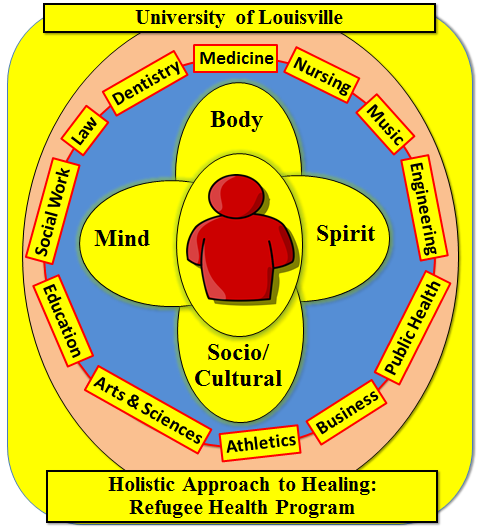 University of Louisville
Medicine
Nursing
Music
Engineering
Public Health
Business
Athletics
Arts & Sciences
Education
Social Work
Law
Dentistry
Body
Mind
Spirit
Socio/
Cultural
Holistic Approach to Healing:
Refugee Health Program